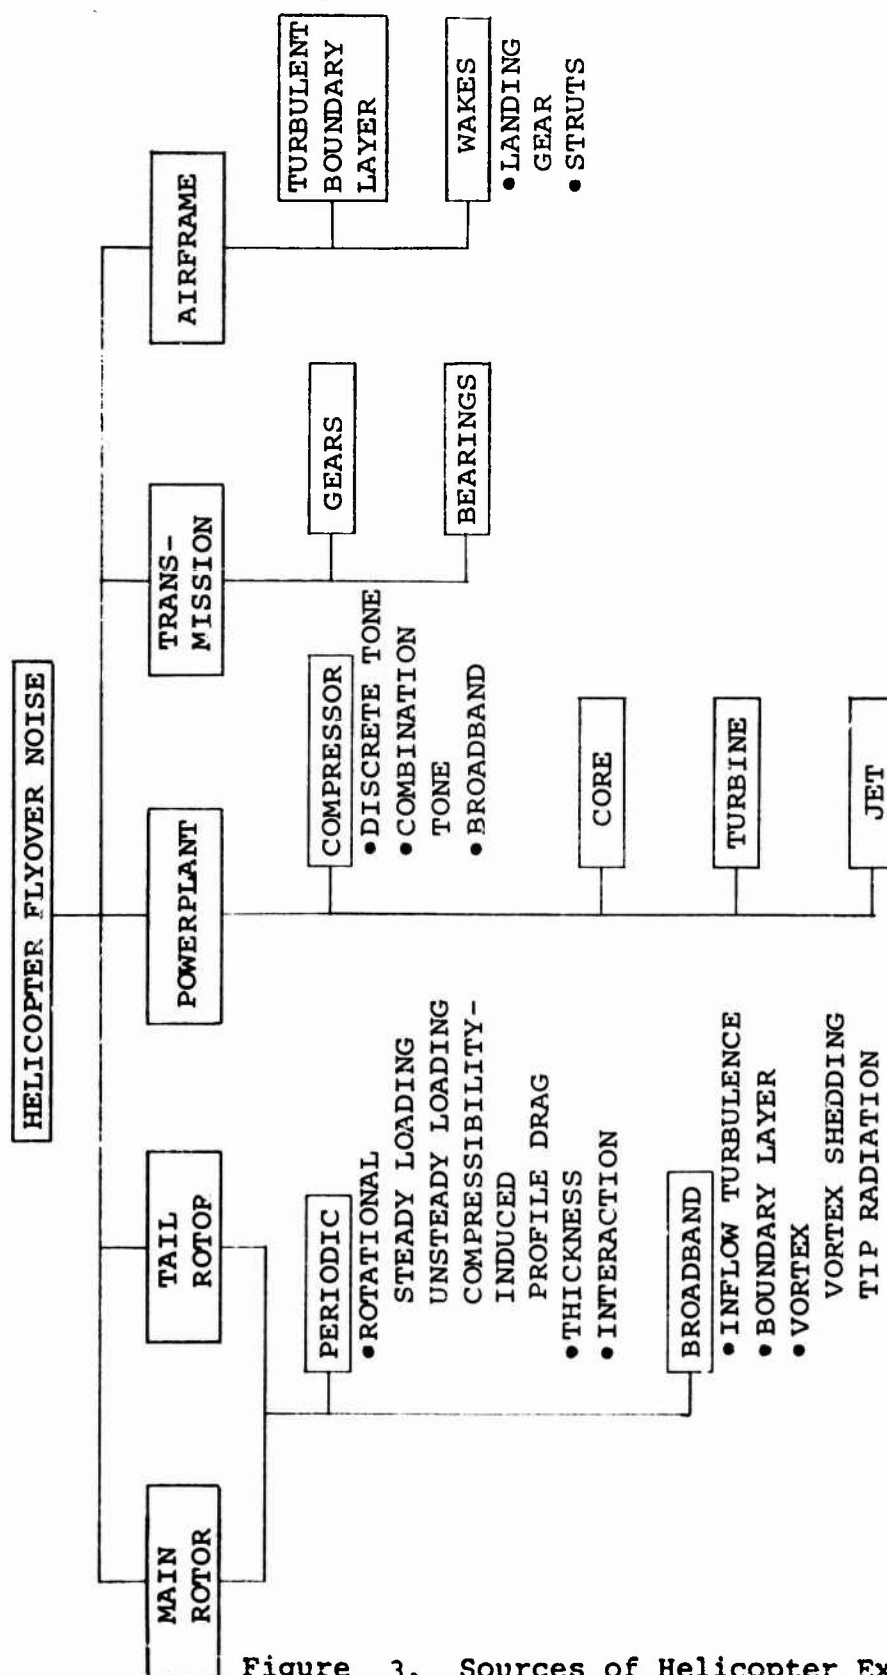 HELICOPTER FLYOVER NOISE
MAIN
ROTOR
TAIL
ROTOP
PERIODIC
•ROTATIONAL
STEADY LOADING
UNSTEADY LOADING
COMPRESSIBILITY-
INDUCED
PROFILE DRAG
•THICKNESS
•INTERACTION
BROADBAND
•INFLOW TURBULENCE
•BOUNDARY LAYER
•VORTEX
VORTEX SHEDDING
TIP RADIATION
POWERPLANT
COMPRESSOR
•DISCRETE TONE
•COMBINATION
TONE
•BROADBAND
CORE
TURBINE
JET
TRANS-
MISSION
GEARS
BEARINGS
AIRFRAME
TURBULENT
BOUNDARY
LAYER
WAKES
•LANDING
GEAR
•STRUTS
Figure 3. Sources of Helicopter Ex